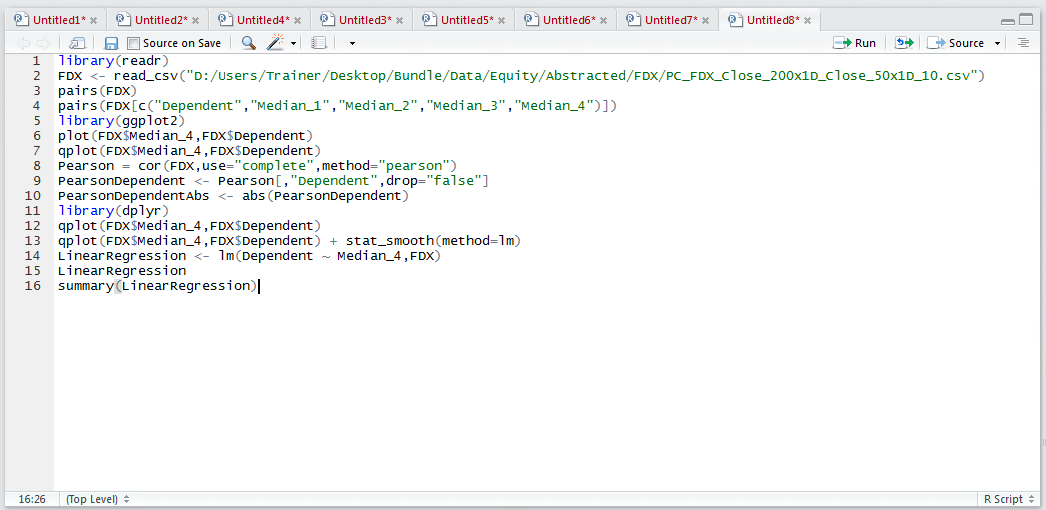 Untitled1* Untitled2* Untitled4* Untitled3* Untitled5* Untitled6* Untitled7* Untitled8*
Source on Save Run Source
1 library(readr)
2 FDX <- read_csv("D:/Users/Trainer/Desktop/Bundle/Data/Equity/Abstracted/FDX/PC_FDX_Close_200x1D_Close_50x1D_10.csv")
3 pairs(FDX)
4 pairs(FDX[c("Dependent","Median_1","Median_2","Median_3","Median_4")])
5 library(ggplot2)
6 plot(FDX$Median_4,FDX$Dependent)
7 qplot(FDX$Median_4,FDX$Dependent)
8 Pearson = cor(FDX,use="complete",method="pearson")
9 PearsonDependent <- Pearson[,"Dependent",drop="false"]
10 PearsonDependentAbs <- abs(PearsonDependent)
11 library(dplyr)
12 qplot(FDX$Median_4,FDX$Dependent)
13 qplot(FDX$Median_4,FDX$Dependent) + stat_smooth(method=lm)
14 LinearRegression <- lm(Dependent ~ Median_4,FDX)
15 LinearRegression
16 summary(LinearRegression)
16:26 (Top Level) R Script